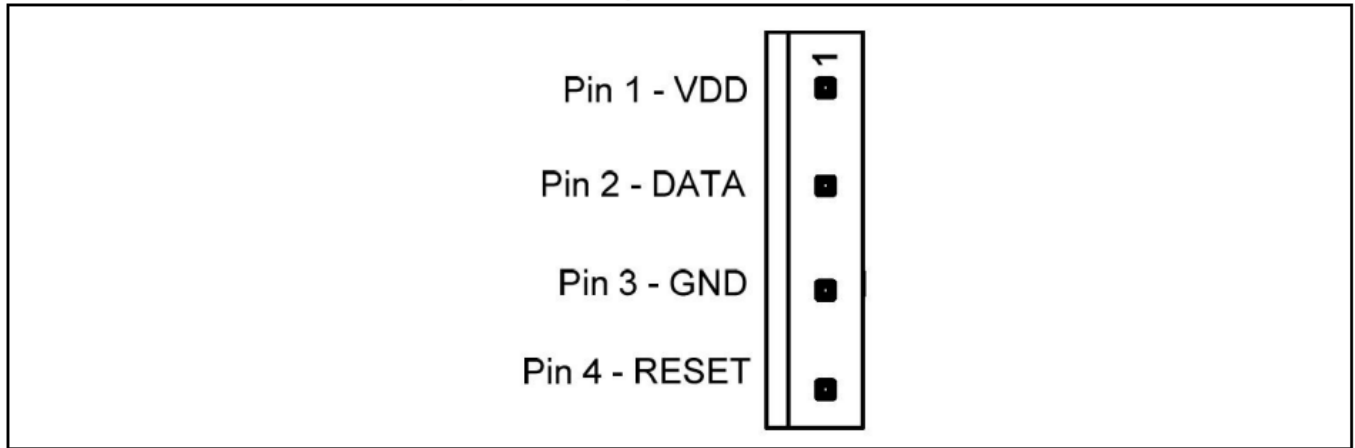 1
Pin 1 - VDD
Pin 2 - DATA
Pin 3 - GND
Pin 4 - RESET